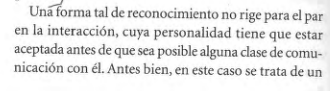 Una forma tal de reconocimiento no rige para el par
en la interacción, cuya personalidad tiene que estar
aceptada antes de que sea posible alguna clase de comu-
nicación con él. Antes bien, en este caso se trata de un